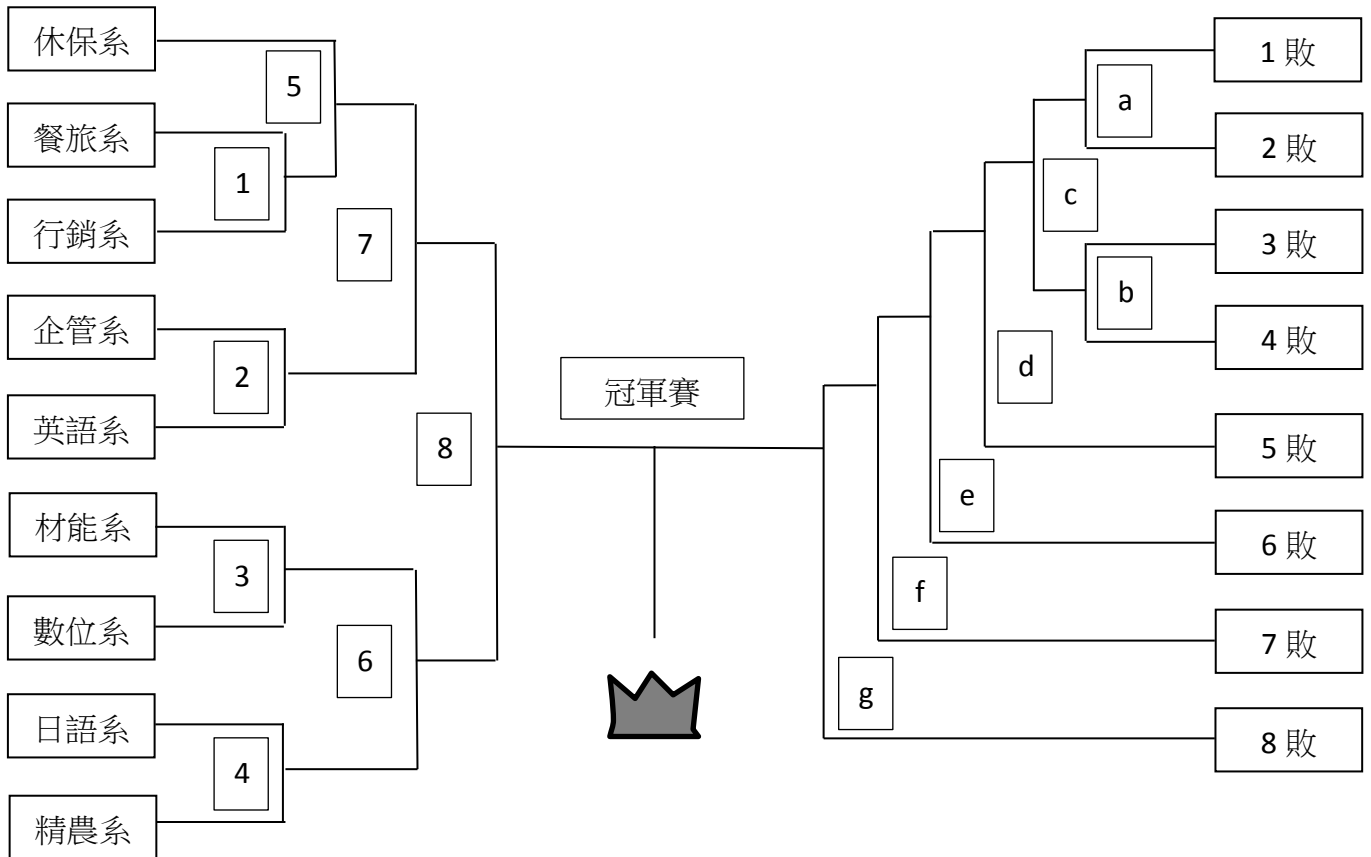 休保系
餐旅系
行銷系
企管系
英語系
材能系
數位系
日語系
精農系
5
1
7
2
8
3
6
4
冠軍賽
a
c
b
d
e
f
g
1 敗
2 敗
3 敗
4 敗
5 敗
6 敗
7 敗
8 敗